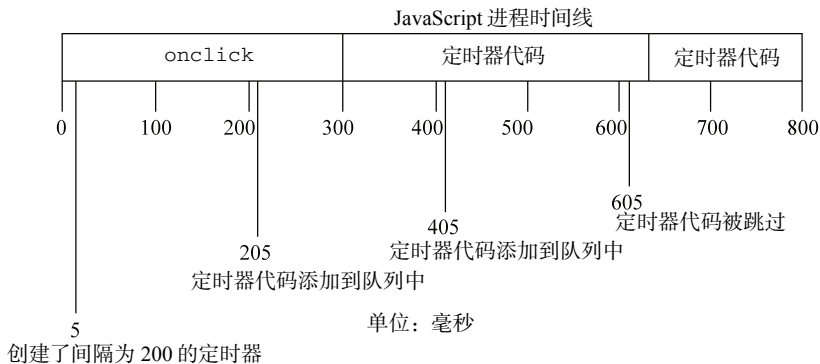 JavaScript 进程时间线
onclick 定时器代码 定时器代码
0 100 200 300 400 500 600 700 800
605
定时器代码被跳过
405
定时器代码添加到队列中
205
定时器代码添加到队列中
单位：毫秒
5
创建了间隔为 200 的定时器